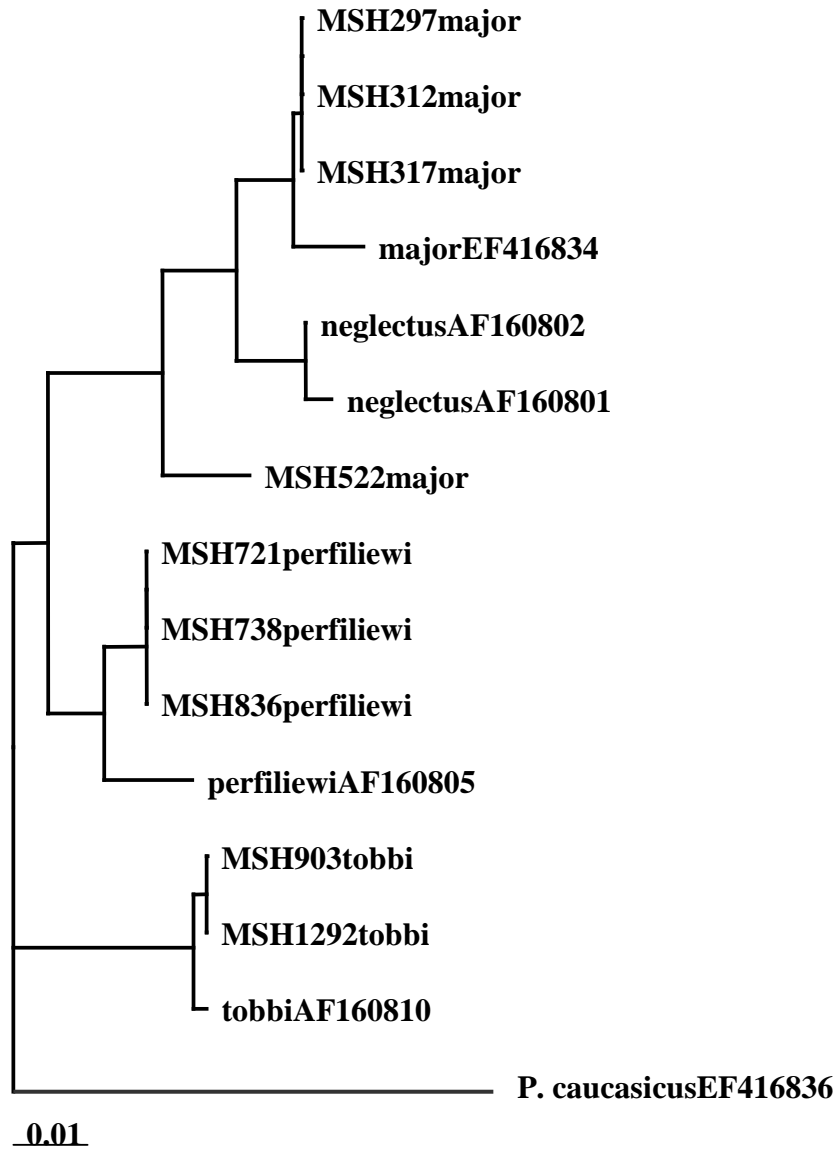 MSH297major
MSH312major
MSH317major
majorEF416834
neglectusAF160802
neglectusAF160801
MSH522major
MSH721perfiliewi
MSH738perfiliewi
MSH836perfiliewi
perfiliewiAF160805
MSH903tobbi
MSH1292tobbi
tobbiAF160810
P. caucasicusEF416836
0.01